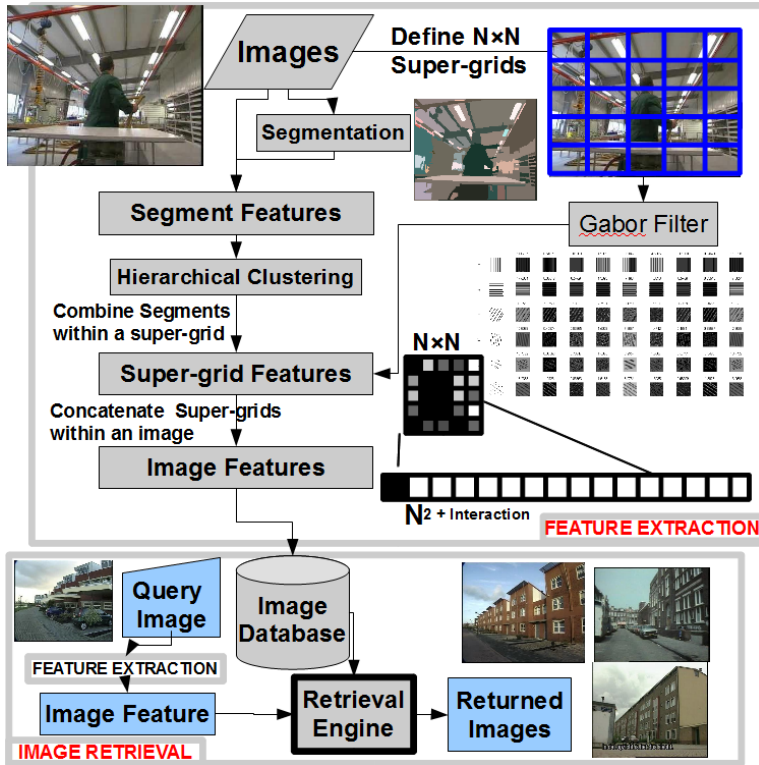 Images
Define N×N
Super-grids
Segmentation
Segment Features
Gabor Filter
Hierarchical Clustering
Combine Segments
within a super-grid
N×N
Super-grid Features
Concatenate Super-grids
within an image
Image Features
N2 + Interaction
FEATURE EXTRACTION
Query
Image
Image
Database
FEATURE EXTRACTION
Image Feature
Retrieval
Engine
Returned
Images
IMAGE RETRIEVAL